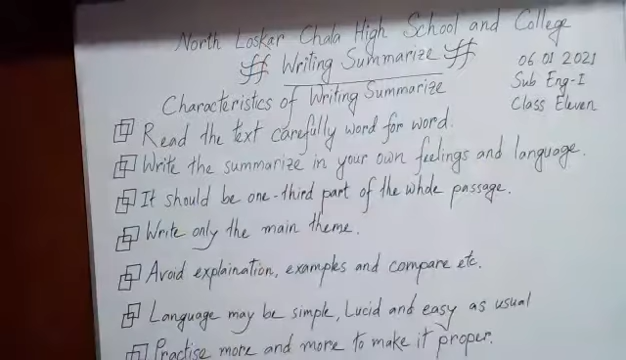 North Loskar Chala High School and College
Writing Summarize
06 01 2021
Sub Eng-I
Class Eleven
Characteristics of Writing Summarize
Read the text carefully word for word.
Write the summarize in your own feelings and language.
It should be one-third part of the whole passage.
Write only the main theme.
Avoid explaination, examples and compare etc.
Language may be simple, Lucid and easy as usual
Practise more and more to make it proper.